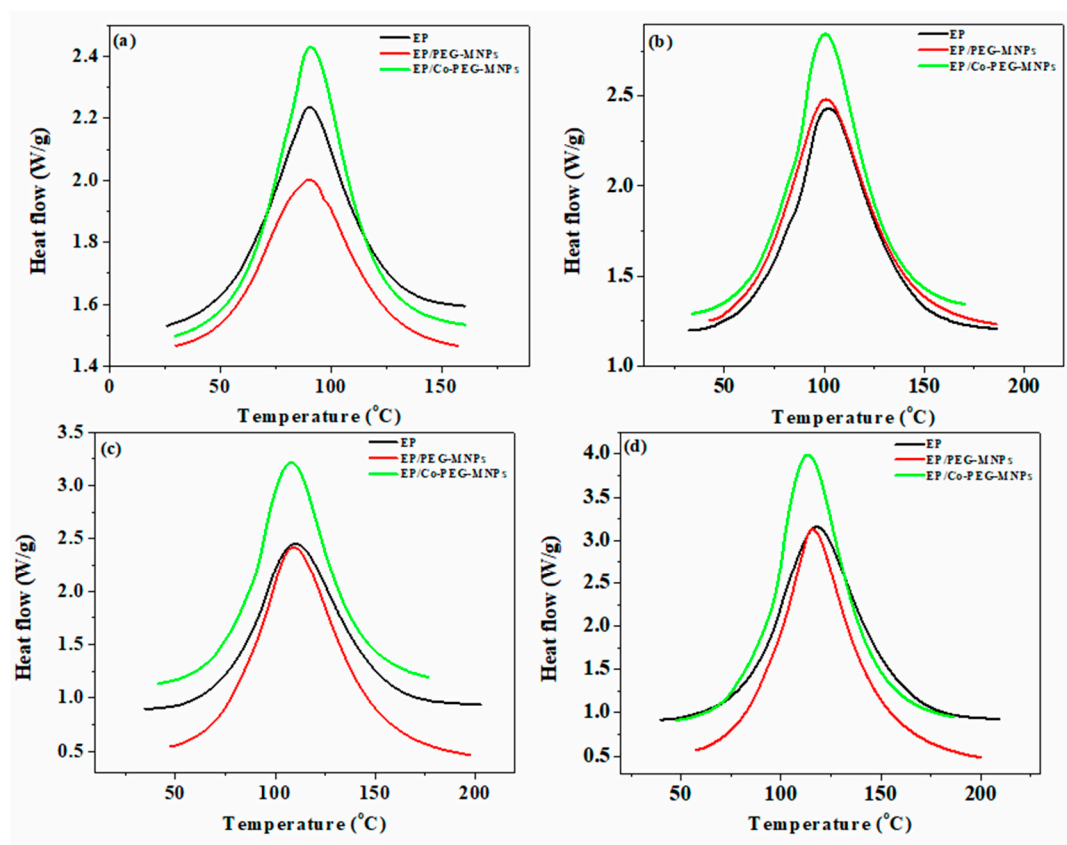 (a)
EP
EP/PEG-MNPs
EP/Co-PEG-MNPs
2.4
2.2
2.0
1.8
1.6
1.4
Heat flow (W/g)
0
50
100
150
Temperature (°C)
(b)
EP
EP/PEG-MNPs
EP/Co-PEG-MNPs
2.5
2.0
1.5
1.0
Heat flow (W/g)
50
100
150
200
Temperature (°C)
(c)
EP
EP/PEG-MNPs
EP/Co-PEG-MNPs
3.5
3.0
2.5
2.0
1.5
1.0
0.5
Heat flow (W/g)
50
100
150
200
Temperature (°C)
(d)
EP
EP/PEG-MNPs
EP/Co-PEG-MNPs
4.0
3.5
3.0
2.5
2.0
1.5
1.0
0.5
Heat flow (W/g)
50
100
150
200
Temperature (°C)